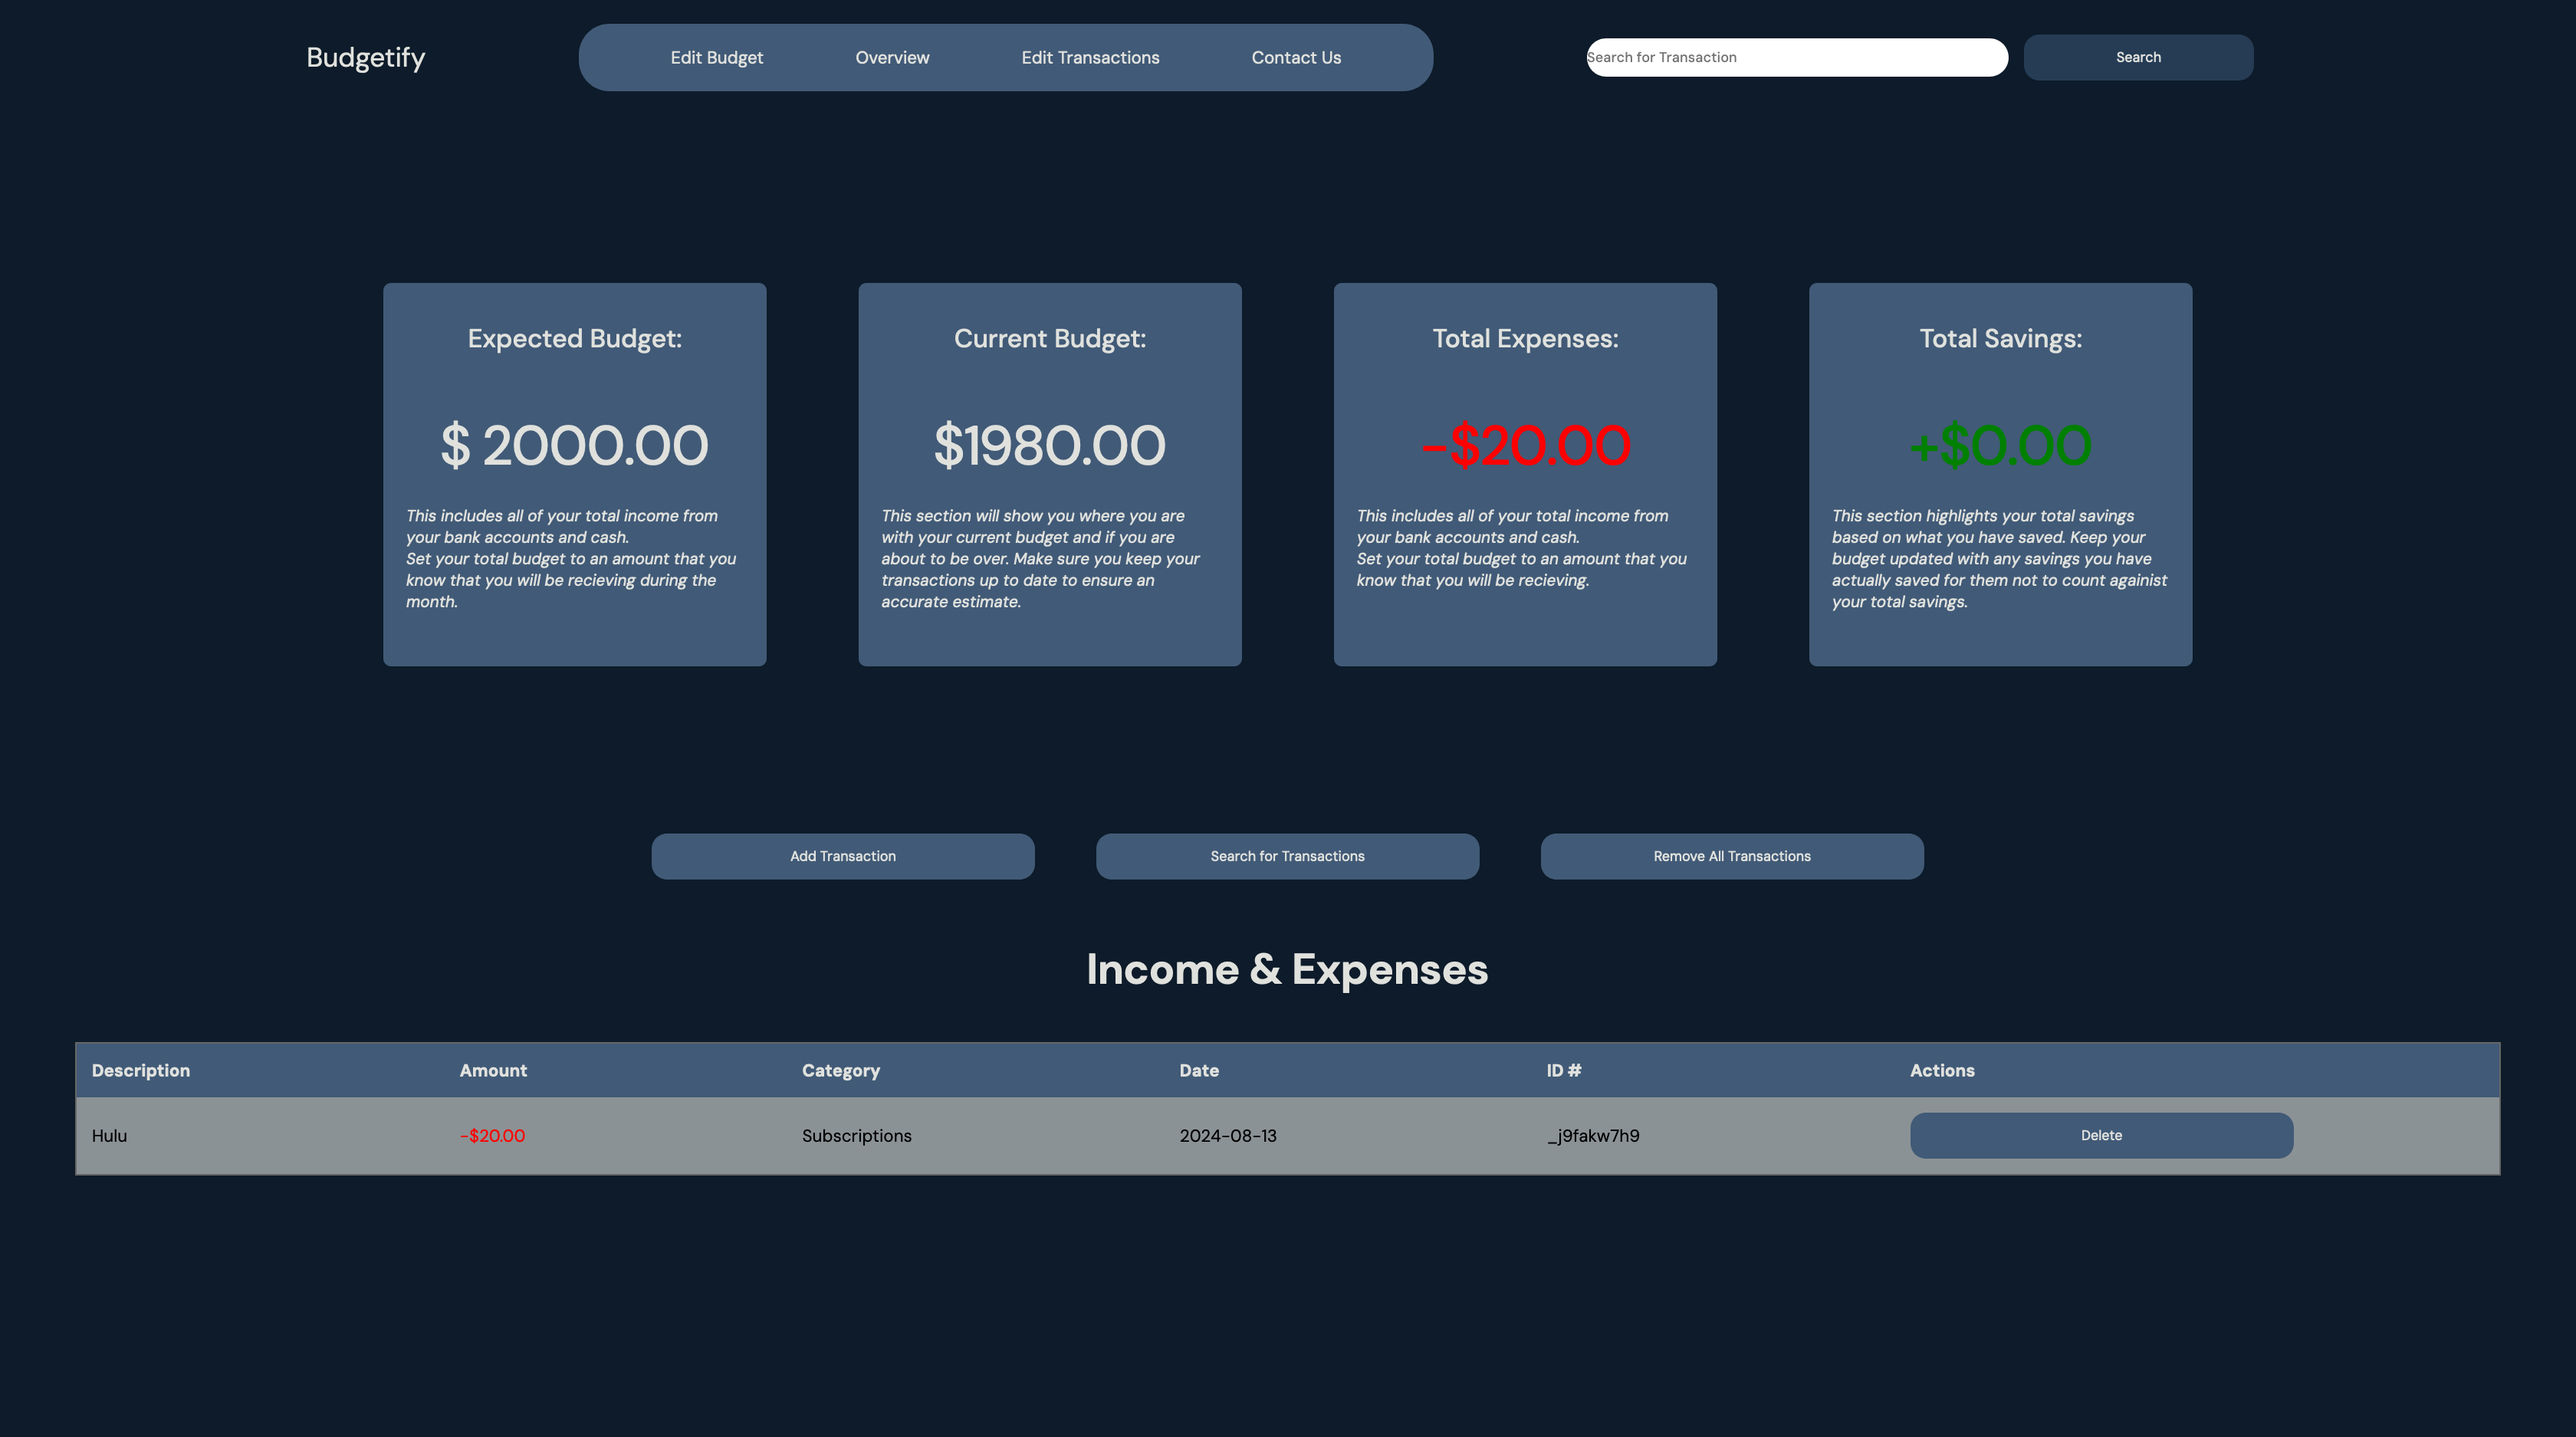 Budgetify
Edit Budget
Overview
Edit Transactions
Contact Us
Search for Transaction
Search
Expected Budget:
$ 2000.00
This includes all of your total income from
your bank accounts and cash.
Set your total budget to an amount that you
know that you will be recieving during the
month.
Current Budget:
$1980.00
This section will show you where you are
with your current budget and if you are
about to be over. Make sure you keep your
transactions up to date to ensure an
accurate estimate.
Total Expenses:
-$20.00
This includes all of your total income from
your bank accounts and cash.
Set your total budget to an amount that you
know that you will be recieving.
Total Savings:
+$0.00
This section highlights your total savings
based on what you have saved. Keep your
budget updated with any savings you have
actually saved for them not to count againist
your total savings.
Add Transaction
Search for Transactions
Remove All Transactions
Income & Expenses
Description Amount Category Date ID # Actions
Hulu -$20.00 Subscriptions 2024-08-13 _j9fakw7h9 Delete